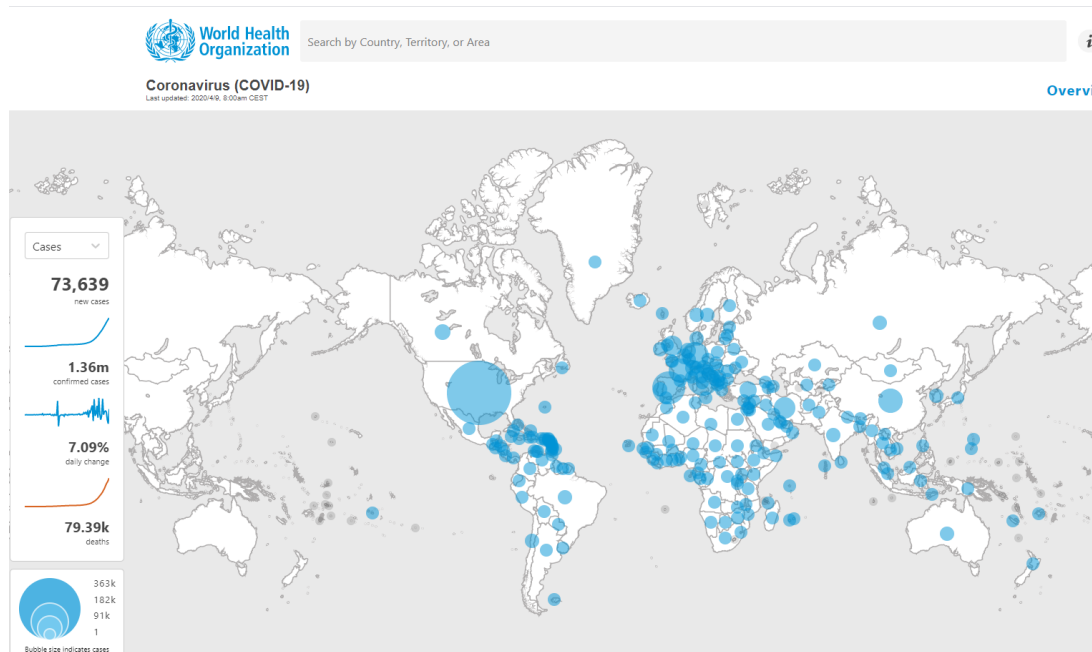 World Health
Organization
Search by Country, Territory, or Area
i
Coronavirus (COVID-19)
Last updated: 2020/4/9, 8:00am CEST
Overvi
Cases
73,639
new cases
1.36m
confirmed cases
7.09%
daily change
79.39k
deaths
363k
182k
91k
1
Bubble size indicates cases